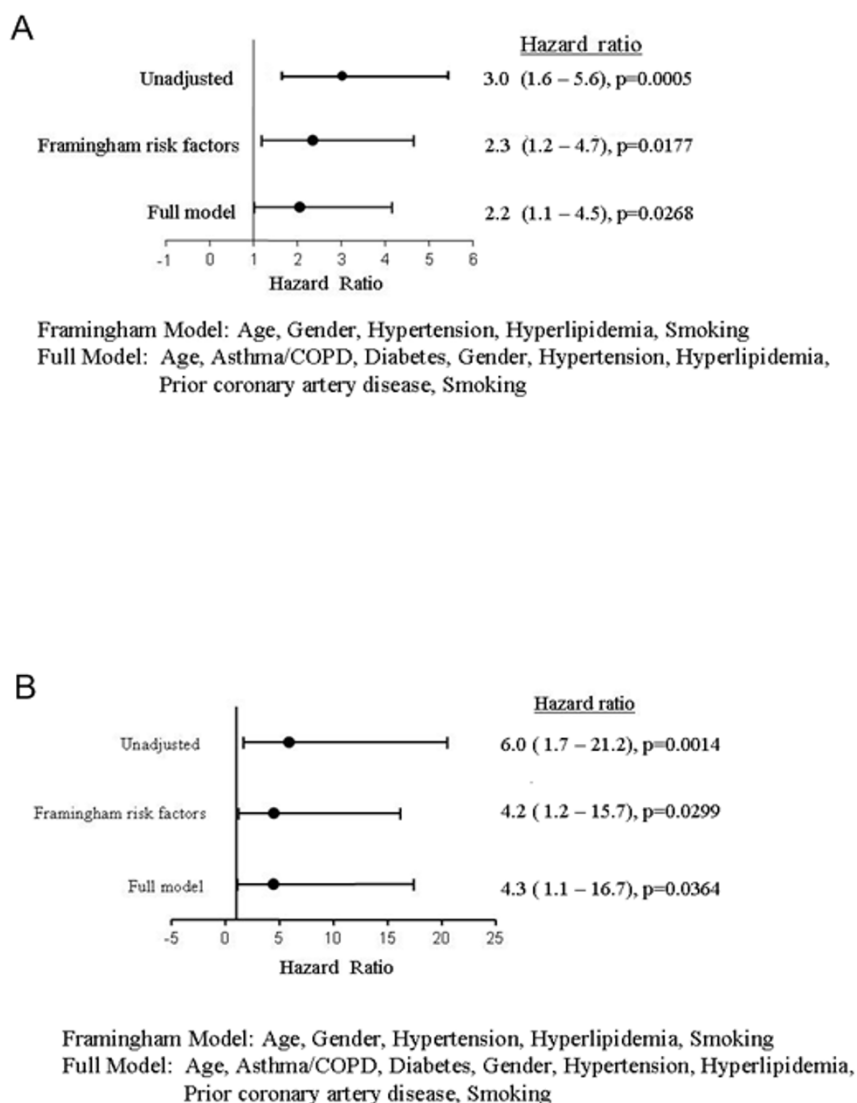 A
Hazard ratio
Unadjusted 3.0 (1.6 – 5.6), p=0.0005
Framingham risk factors 2.3 (1.2 – 4.7), p=0.0177
Full model 2.2 (1.1 – 4.5), p=0.0268
-1 0 1 2 3 4 5 6
Hazard Ratio
Framingham Model: Age, Gender, Hypertension, Hyperlipidemia, Smoking
Full Model: Age, Asthma/COPD, Diabetes, Gender, Hypertension, Hyperlipidemia,
Prior coronary artery disease, Smoking
B
Hazard ratio
Unadjusted 6.0 ( 1.7 – 21.2), p=0.0014
Framingham risk factors 4.2 ( 1.2 – 15.7), p=0.0299
Full model 4.3 ( 1.1 – 16.7), p=0.0364
-5 0 5 10 15 20 25
Hazard Ratio
Framingham Model: Age, Gender, Hypertension, Hyperlipidemia, Smoking
Full Model: Age, Asthma/COPD, Diabetes, Gender, Hypertension, Hyperlipidemia,
Prior coronary artery disease, Smoking